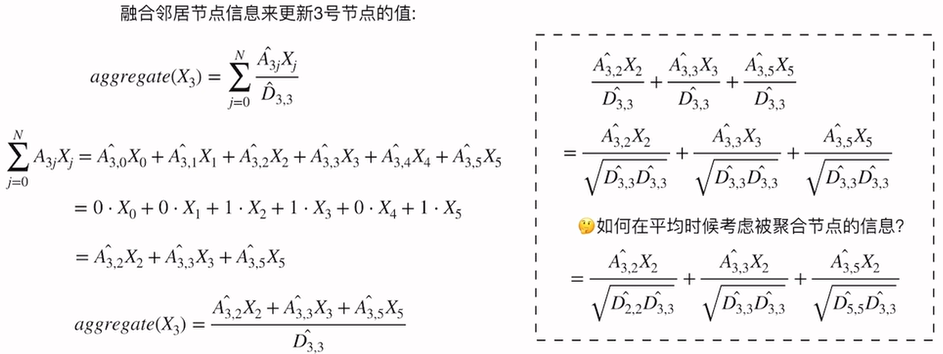 融合邻居节点信息来更新3号节点的值:
aggregate(X_3) = \sum_{j=0}^{N} \frac{\hat{A_{3j}} X_j}{\hat{D}_{3,3}}
\sum_{j=0}^{N} A_{3j} X_j = \hat{A_{3,0}} X_0 + \hat{A_{3,1}} X_1 + \hat{A_{3,2}} X_2 + \hat{A_{3,3}} X_3 + \hat{A_{3,4}} X_4 + \hat{A_{3,5}} X_5
= 0 · X_0 + 0 · X_1 + 1 · X_2 + 1 · X_3 + 0 · X_4 + 1 · X_5
= \hat{A_{3,2}} X_2 + \hat{A_{3,3}} X_3 + \hat{A_{3,5}} X_5
aggregate(X_3) = \frac{\hat{A_{3,2}} X_2 + \hat{A_{3,3}} X_3 + \hat{A_{3,5}} X_5}{\hat{D_{3,3}}}
\frac{\hat{A_{3,2}} X_2}{\hat{D_{3,3}}} + \frac{\hat{A_{3,3}} X_3}{\hat{D_{3,3}}} + \frac{\hat{A_{3,5}} X_5}{\hat{D_{3,3}}}
= \frac{\hat{A_{3,2}} X_2}{\sqrt{\hat{D_{3,3}} \hat{D_{3,3}}}} + \frac{\hat{A_{3,3}} X_3}{\sqrt{\hat{D_{3,3}} \hat{D_{3,3}}}} + \frac{\hat{A_{3,5}} X_5}{\sqrt{\hat{D_{3,3}} \hat{D_{3,3}}}}
🤔如何在平均时候考虑被聚合节点的信息?
= \frac{\hat{A_{3,2}} X_2}{\sqrt{\hat{D_{2,2}} \hat{D_{3,3}}}} + \frac{\hat{A_{3,3}} X_2}{\sqrt{\hat{D_{3,3}} \hat{D_{3,3}}}} + \frac{\hat{A_{3,5}} X_2}{\sqrt{\hat{D_{5,5}} \hat{D_{3,3}}}}